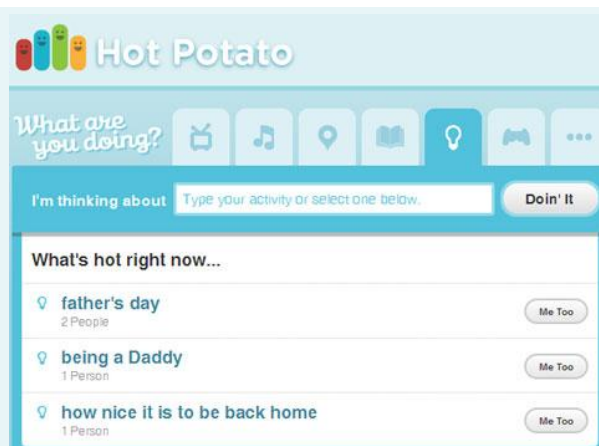 Hot Potato
What are
you doing?
I'm thinking about
Type your activity or select one below.
Doin' It
What's hot right now...
father's day
2 People
Me Too
being a Daddy
1 Person
Me Too
how nice it is to be back home
1 Person
Me Too